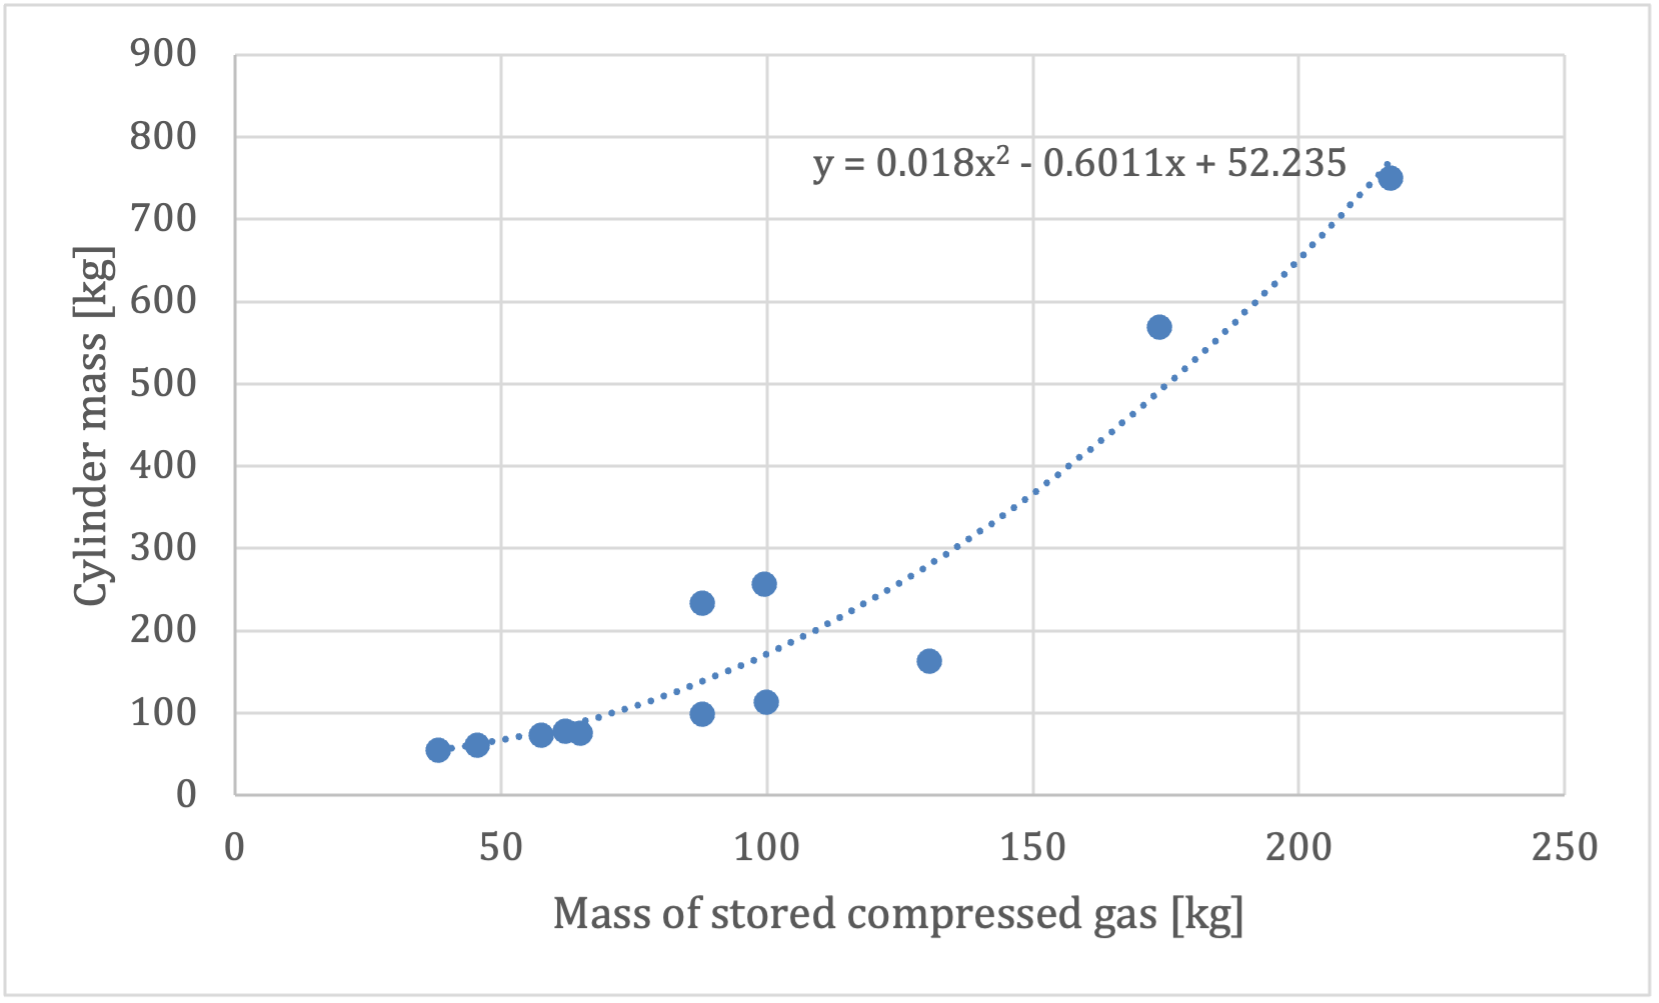 900
800
700
600
500
400
300
200
100
0
y = 0.018x² - 0.6011x + 52.235
Cylinder mass [kg]
0 50 100 150 200 250
Mass of stored compressed gas [kg]